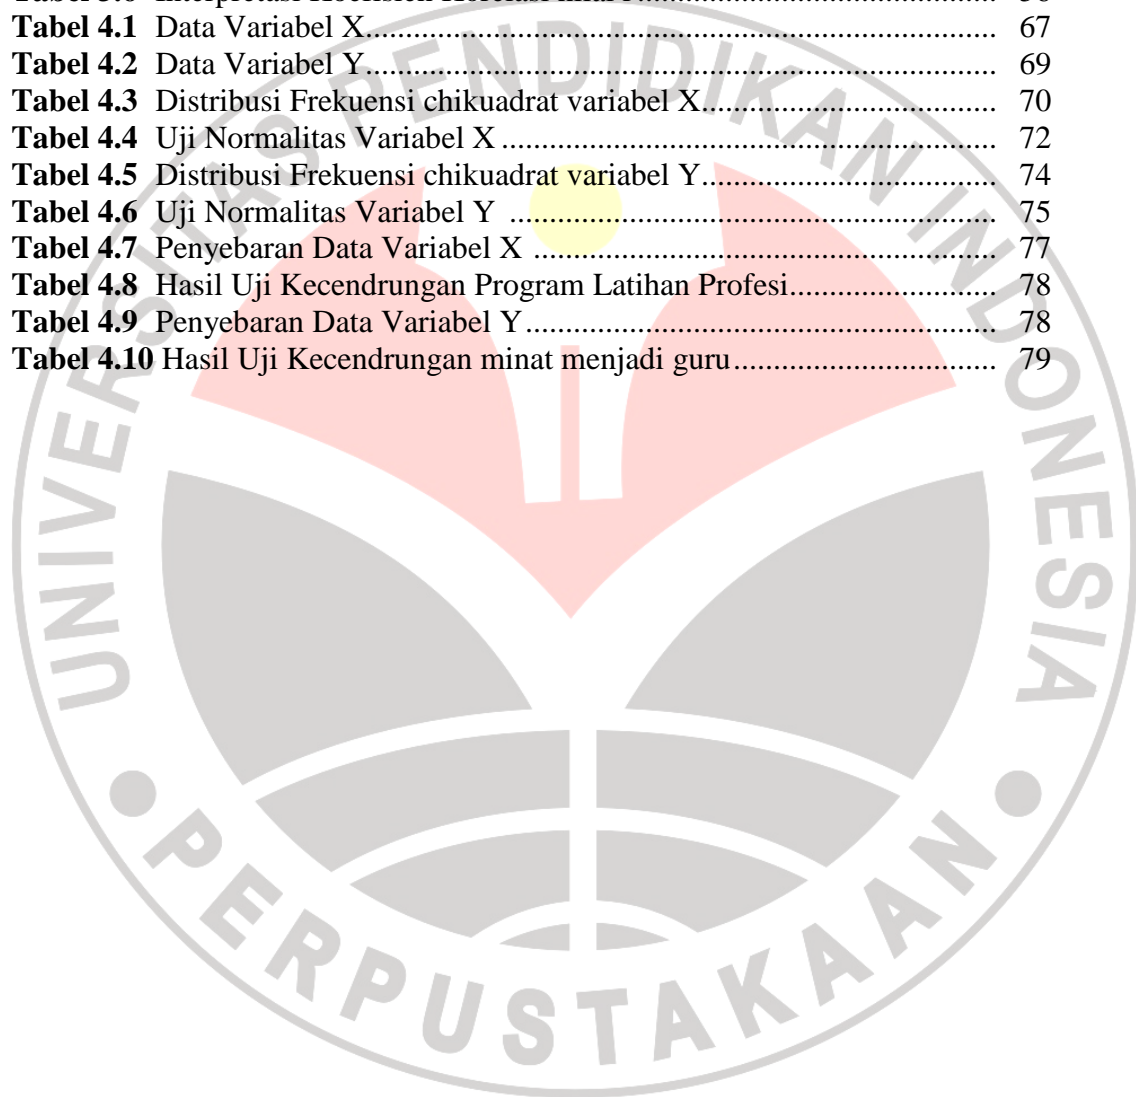 Tabel 4.1 Data Variabel X.............................................................................. 67
Tabel 4.2 Data Variabel Y.............................................................................. 69
Tabel 4.3 Distribusi Frekuensi chikuadrat variabel X..................................... 70
Tabel 4.4 Uji Normalitas Variabel X .............................................................. 72
Tabel 4.5 Distribusi Frekuensi chikuadrat variabel Y..................................... 74
Tabel 4.6 Uji Normalitas Variabel Y ............................................................. 75
Tabel 4.7 Penyebaran Data Variabel X .......................................................... 77
Tabel 4.8 Hasil Uji Kecendrungan Program Latihan Profesi.......................... 78
Tabel 4.9 Penyebaran Data Variabel Y........................................................... 78
Tabel 4.10 Hasil Uji Kecendrungan minat menjadi guru................................. 79
UNIVERSITAS PENDIDIKAN INDONESIA
PERPUSTAKAAN